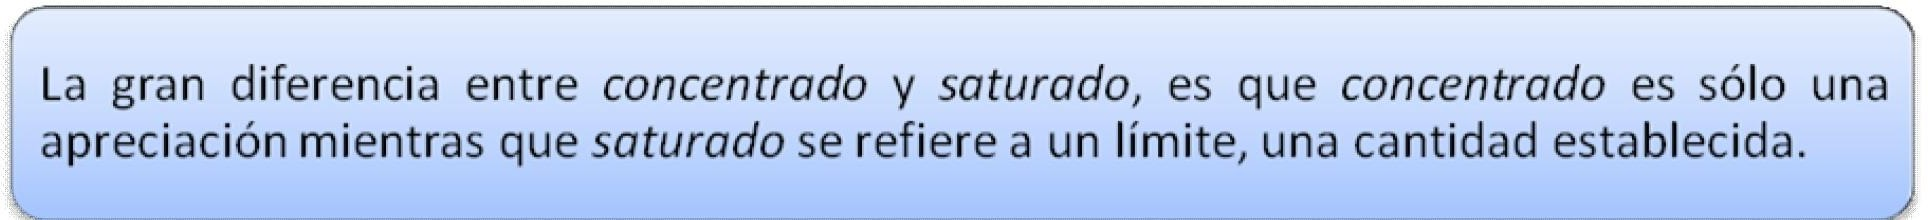 La gran diferencia entre concentrado y saturado, es que concentrado es sólo una
apreciación mientras que saturado se refiere a un límite, una cantidad establecida.